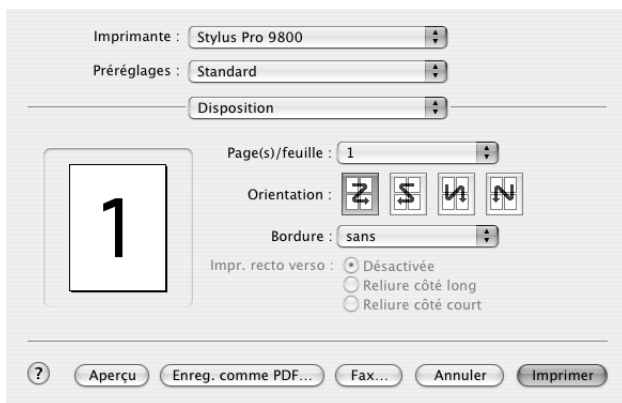 Imprimante : Stylus Pro 9800
Préréglages : Standard
Disposition
Page(s)/feuille : 1
Orientation :
1
Bordure : sans
Impr. recto verso : Désactivée
Reliure côté long
Reliure côté court
? Aperçu Enreg. comme PDF... Fax... Annuler Imprimer